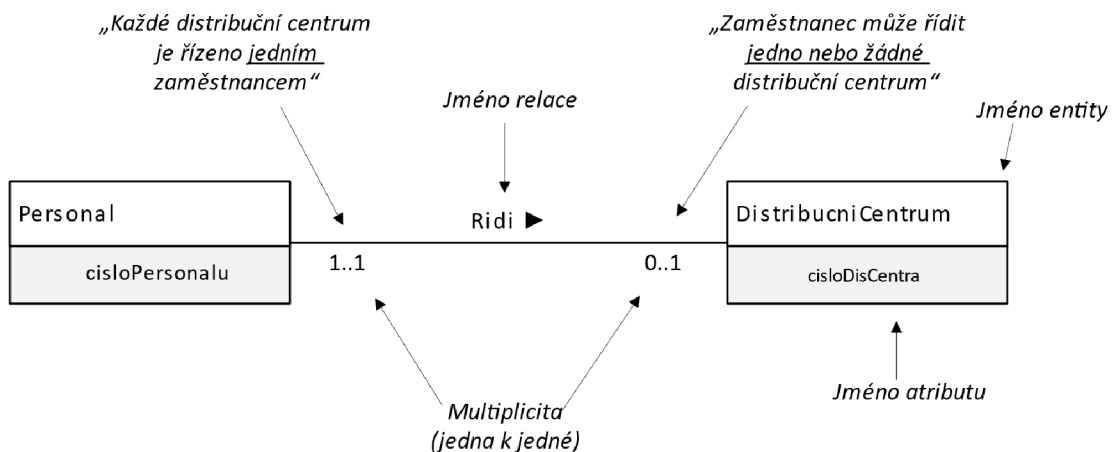 „Každé distribuční centrum
je řízeno jedním
zaměstnancem“
„Zaměstnanec může řídit
jedno nebo žádné
distribuční centrum“
Jméno relace
Jméno entity
Personal
Ridi
DistribucniCentrum
cisloPersonalu
1..1
0..1
cisloDisCentra
Jméno atributu
Multiplicita
(jedna k jedné)